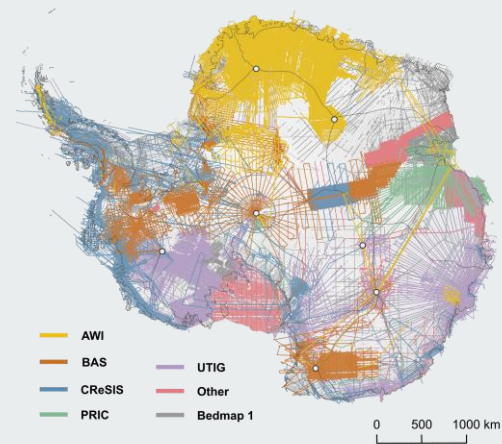 AWI
BAS
CReSIS
PRIC
UTIG
Other
Bedmap 1
0 500 1000 km